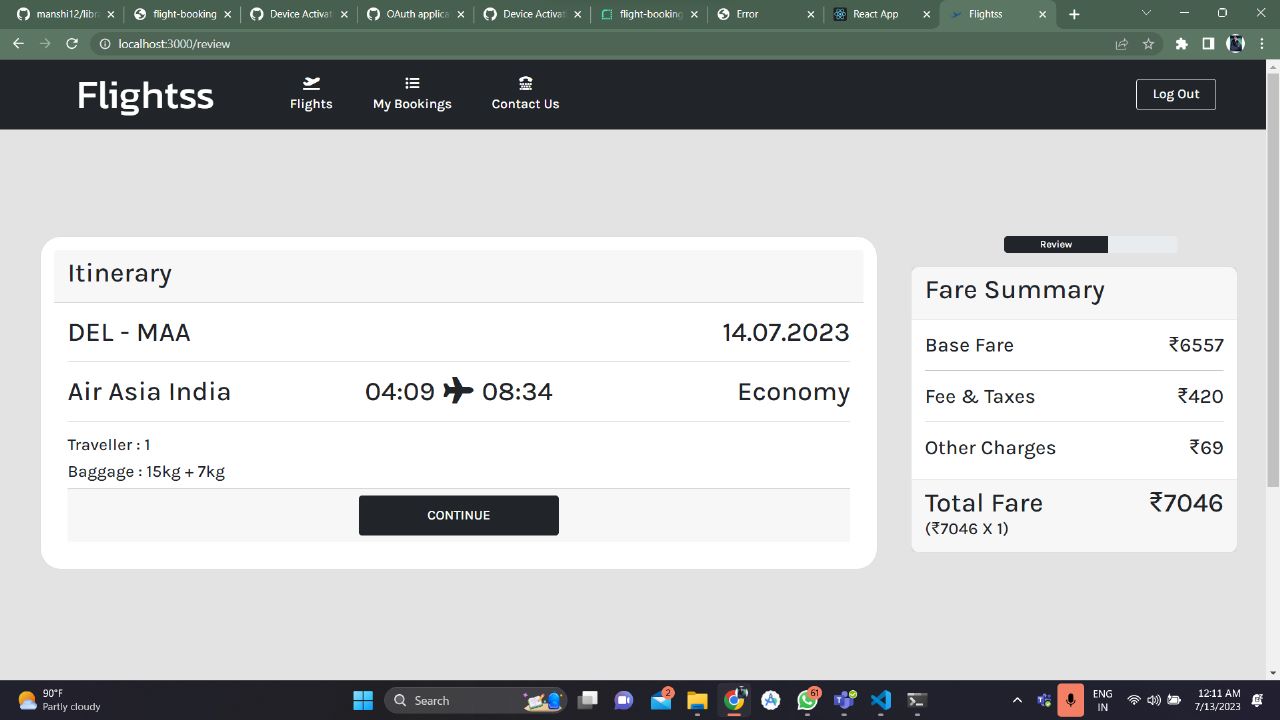 manshi12/libra
flight-booking
Device Activat
OAuth applica
Device Activat
flight-booking
Error
React App
Flightss
localhost:3000/review
Flightss
Flights
My Bookings
Contact Us
Log Out
Itinerary
DEL - MAA 14.07.2023
Air Asia India 04:09 08:34 Economy
Traveller : 1
Baggage : 15kg + 7kg
CONTINUE
Review
Fare Summary
Base Fare ₹6557
Fee & Taxes ₹420
Other Charges ₹69
Total Fare ₹7046
(₹7046 X 1)
90°F
Partly cloudy
Search
2
61
ENG
IN
12:11 AM
7/13/2023